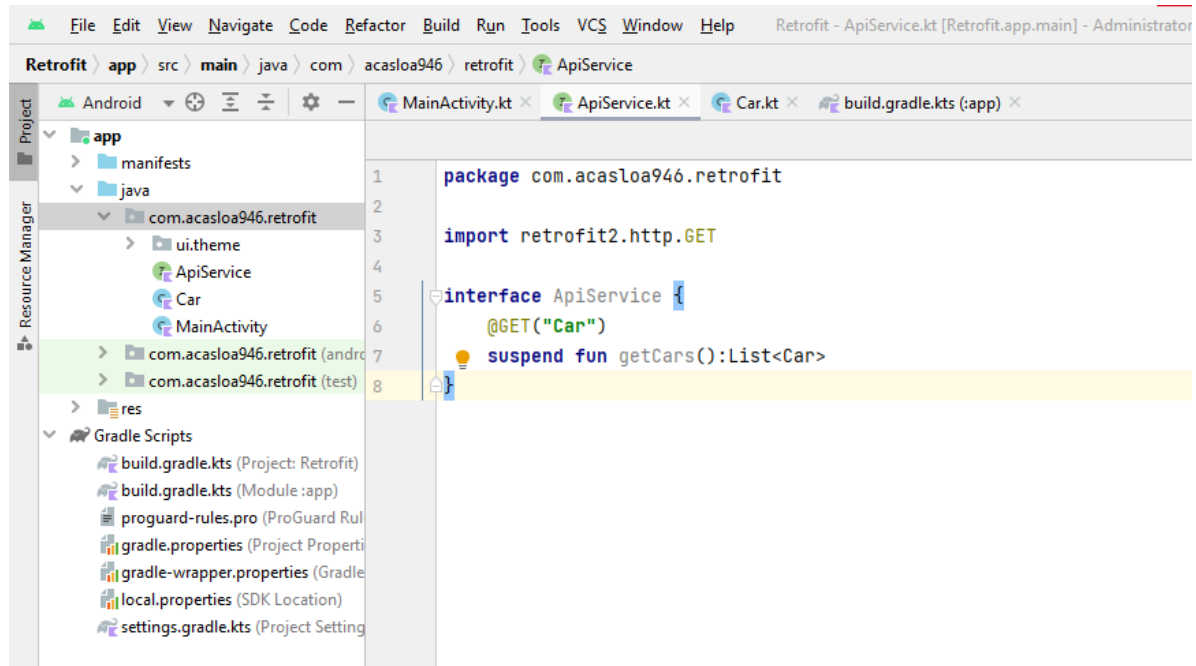 File Edit View Navigate Code Refactor Build Run Tools VCS Window Help Retrofit - ApiService.kt [Retrofit.app.main] - Administrator
Retrofit 〉 app 〉 src 〉 main 〉 java 〉 com 〉 acasloa946 〉 retrofit 〉 ApiService
Project
Resource Manager
Android
MainActivity.kt × ApiService.kt × Car.kt × build.gradle.kts (:app) ×
app
manifests
java
com.acasloa946.retrofit
ui.theme
ApiService
Car
MainActivity
com.acasloa946.retrofit (andro
com.acasloa946.retrofit (test)
res
Gradle Scripts
build.gradle.kts (Project: Retrofit)
build.gradle.kts (Module :app)
proguard-rules.pro (ProGuard Rul
gradle.properties (Project Properti
gradle-wrapper.properties (Gradle
local.properties (SDK Location)
settings.gradle.kts (Project Setting
1 package com.acasloa946.retrofit
2
3 import retrofit2.http.GET
4
5 interface ApiService {
6 @GET("Car")
7 suspend fun getCars():List<Car>
8 }